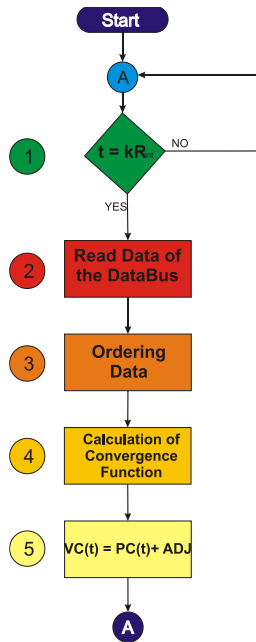 Start
A
1
t = kRint
NO
YES
2
Read Data of
the DataBus
3
Ordering
Data
4
Calculation of
Convergence
Function
5
VC(t) = PC(t)+ ADJ
A